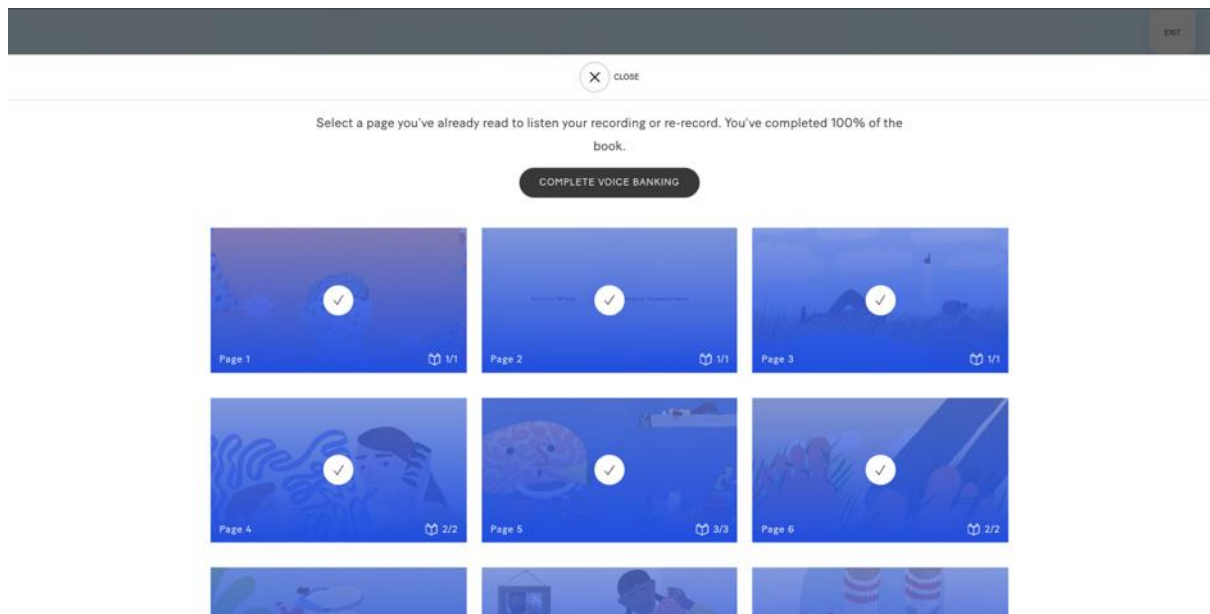 EXIT
CLOSE
Select a page you've already read to listen your recording or re-record. You've completed 100% of the
book.
COMPLETE VOICE BANKING
Page 1 1/1
Page 2 1/1
Page 3 1/1
Page 4 2/2
Page 5 3/3
Page 6 2/2